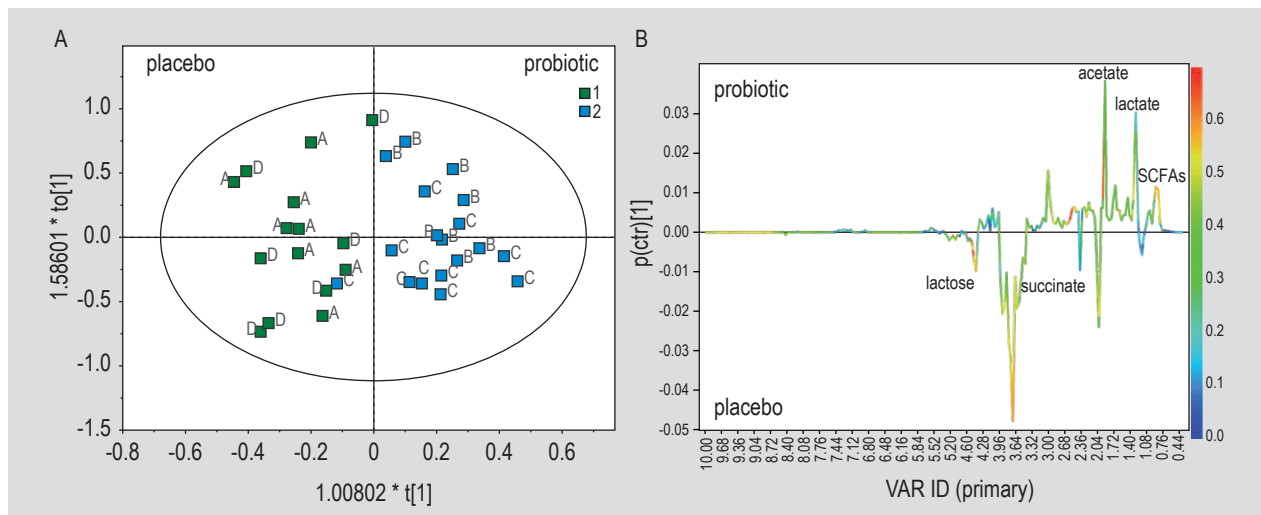 A
placebo
probiotic
1
2
1.0
0.5
0.0
-0.5
-1.0
-1.5
1.58601 * to[1]
D
A
B
B
D
A
B
C
A
B
C
A
A
B
B
D
C
B
A
D
B
C
A
C
C
C
C
C
C
D
C
A
D
D
-0.8
-0.6
-0.4
-0.2
0
0.2
0.4
0.6
1.00802 * t[1]
B
probiotic
acetate
lactate
SCFAs
lactose
succinate
placebo
0.03
0.02
0.010
0.00
-0.010
-0.02
-0.03
-0.04
-0.05
p(ctr)[1]
10.00 9.68 9.36 9.04 8.72 8.40 8.08 7.76 7.44 7.12 6.80 6.48 6.16 5.84 5.52 5.20 4.60 4.28 3.96 3.64 3.32 3.00 2.68 2.36 2.04 1.72 1.40 1.08 0.76 0.44
VAR ID (primary)
0.6
0.5
0.4
0.3
0.2
0.1
0.0